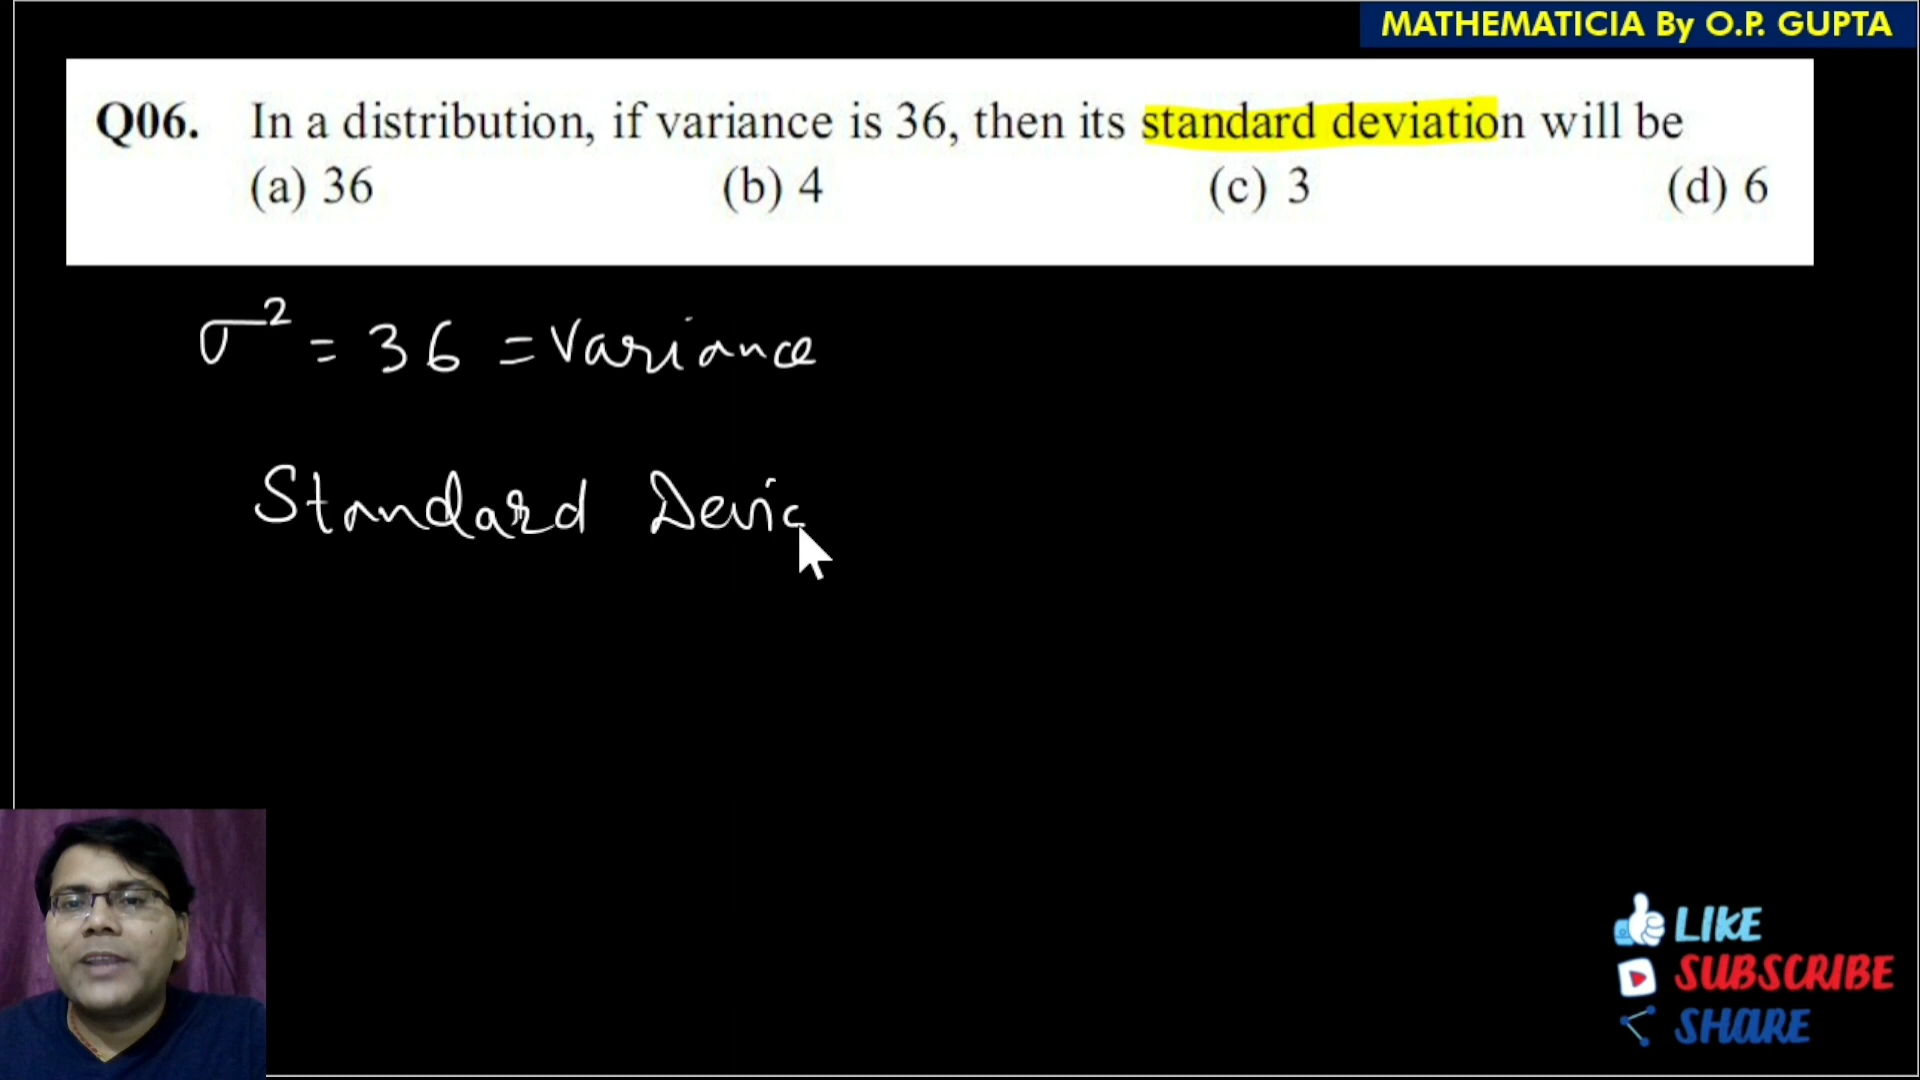 MATHEMATICIA By O.P. GUPTA
Q06. In a distribution, if variance is 36, then its standard deviation will be
(a) 36 (b) 4 (c) 3 (d) 6
σ² = 36 = Variance
Standard Devia
LIKE
SUBSCRIBE
SHARE